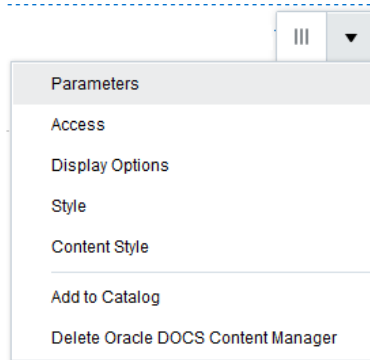 Parameters
Access
Display Options
Style
Content Style
Add to Catalog
Delete Oracle DOCS Content Manager